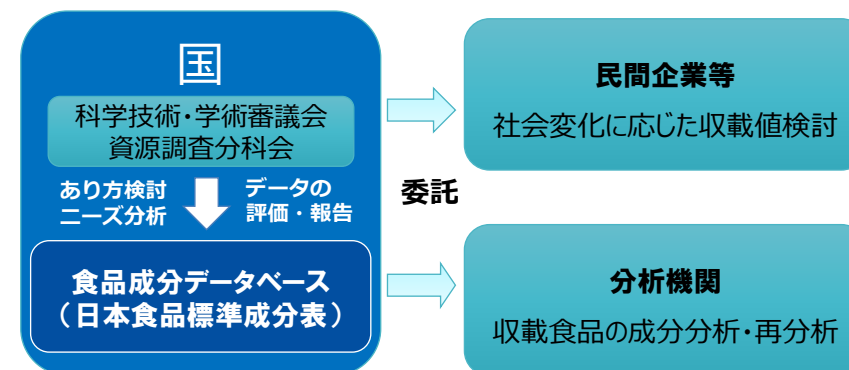 国
科学技術・学術審議会
資源調査分科会
あり方検討
ニーズ分析
データの
評価・報告
食品成分データベース
（日本食品標準成分表）
委託
民間企業等
社会変化に応じた収載値検討
分析機関
収載食品の成分分析・再分析